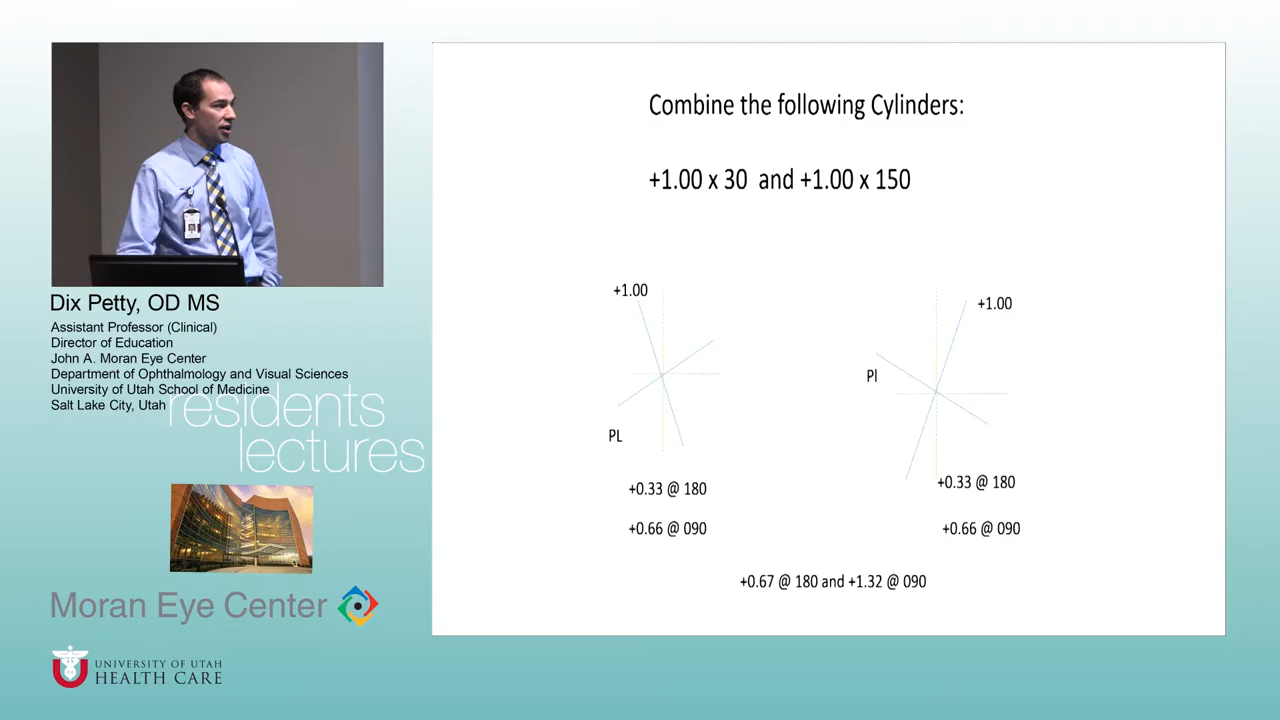 Combine the following Cylinders:
+1.00 x 30 and +1.00 x 150
+1.00
+1.00
Pl
PL
+0.33 @ 180
+0.33 @ 180
+0.66 @ 090
+0.66 @ 090
+0.67 @ 180 and +1.32 @ 090
Dix Petty, OD MS
Assistant Professor (Clinical)
Director of Education
John A. Moran Eye Center
Department of Ophthalmology and Visual Sciences
University of Utah School of Medicine
Salt Lake City, Utah
residents
lectures
Moran Eye Center
U
UNIVERSITY OF UTAH
HEALTH CARE